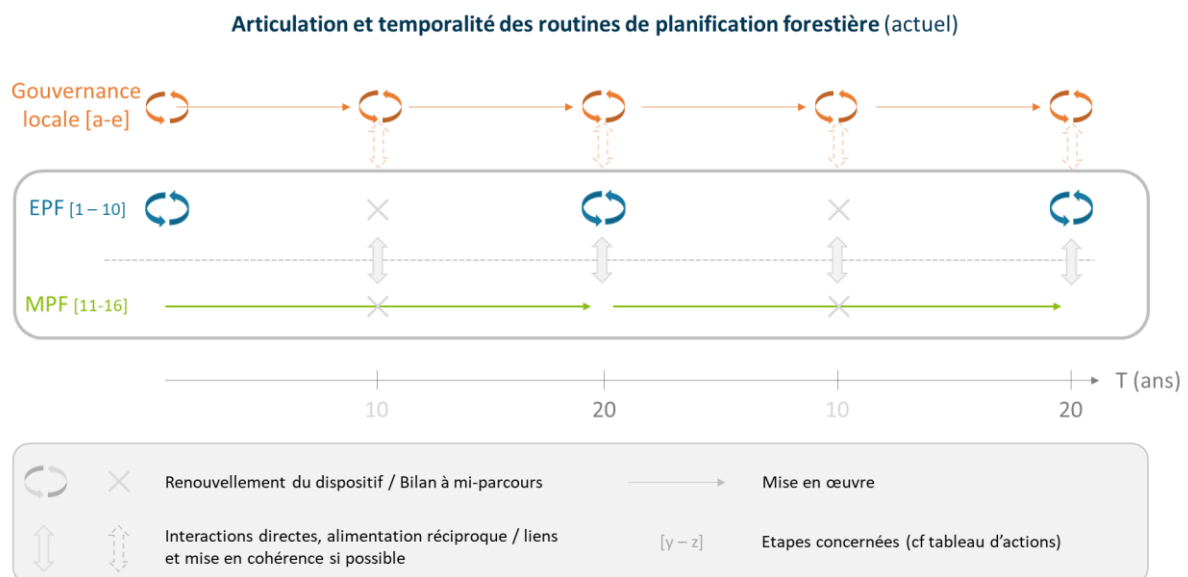 Articulation et temporalité des routines de planification forestière (actuel)
Gouvernance
locale [a-e]
EPF [1 – 10]
MPF [11-16]
T (ans)
10
20
10
20
Renouvellement du dispositif / Bilan à mi-parcours
Mise en œuvre
Interactions directes, alimentation réciproque / liens
et mise en cohérence si possible
[y – z]
Etapes concernées (cf tableau d'actions)